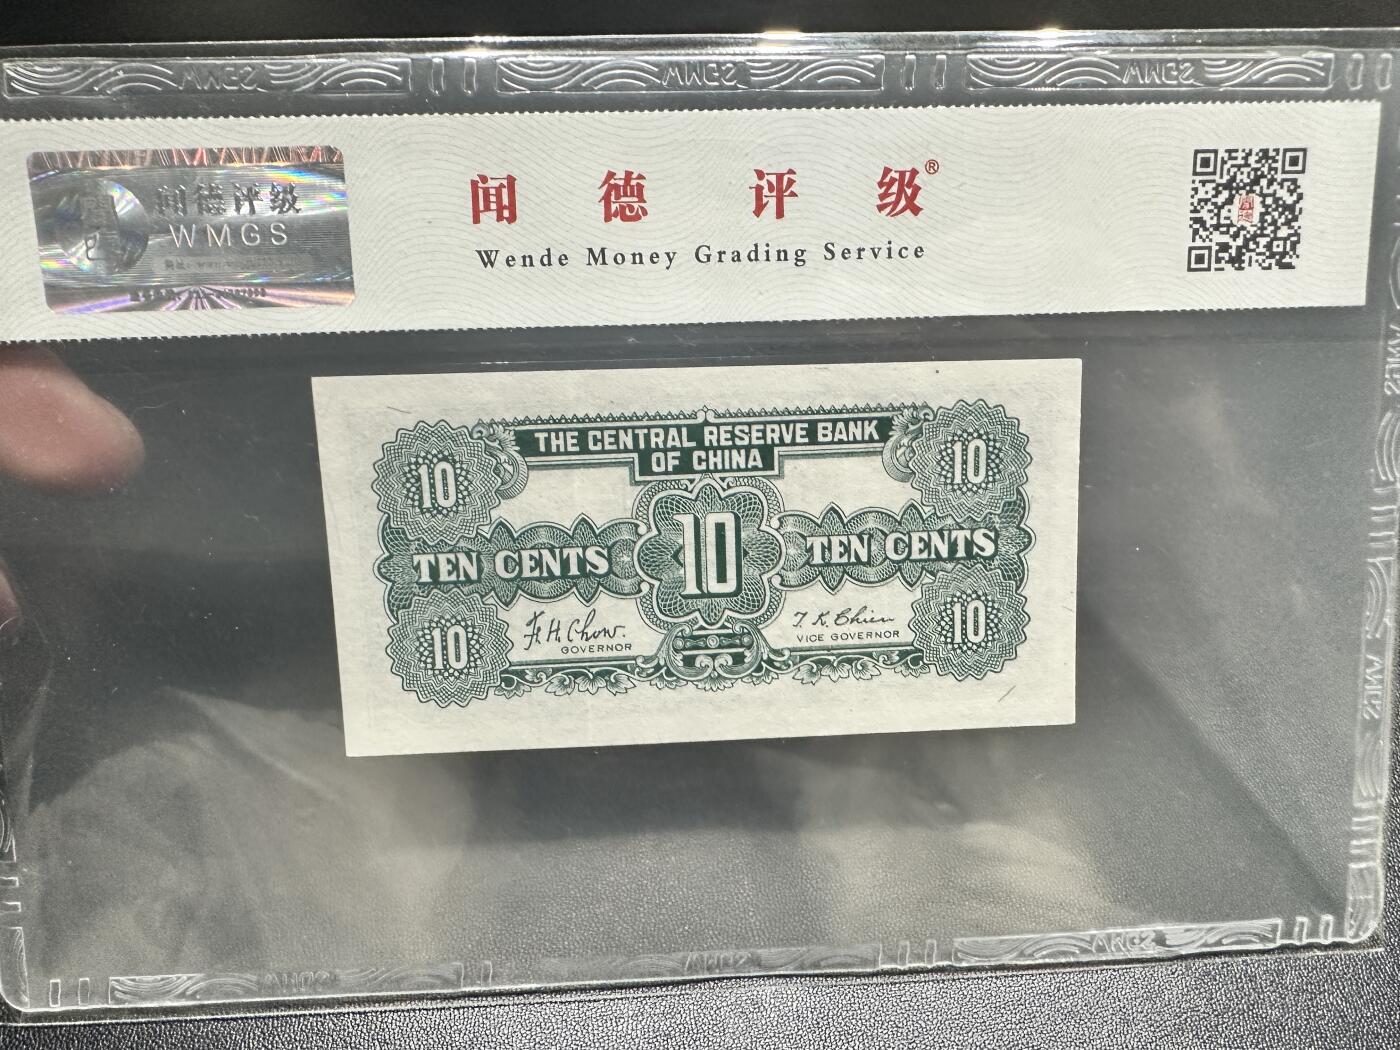 闻德评级
WMGS
闻德评级®
Wende Money Grading Service
THE CENTRAL RESERVE BANK
OF CHINA
10
10
10
TEN CENTS
TEN CENTS
F. H. Chow.
GOVERNOR
T. K. Chien
VICE GOVERNOR
10
10